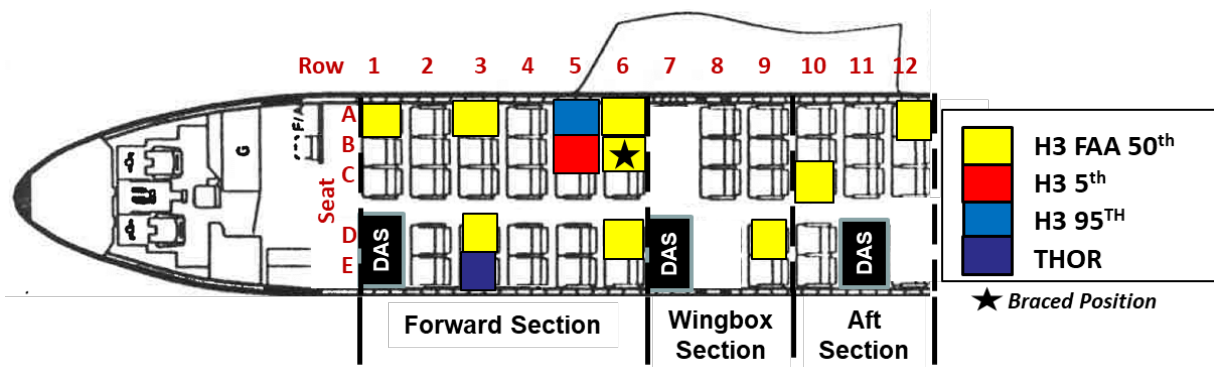 Row 1 2 3 4 5 6 7 8 9 10 11 12
A
B
C
D
E
Seat
G
DAS
DAS
DAS
H3 FAA 50th
H3 5th
H3 95TH
THOR
★ Braced Position
Forward Section
Wingbox
Section
Aft
Section